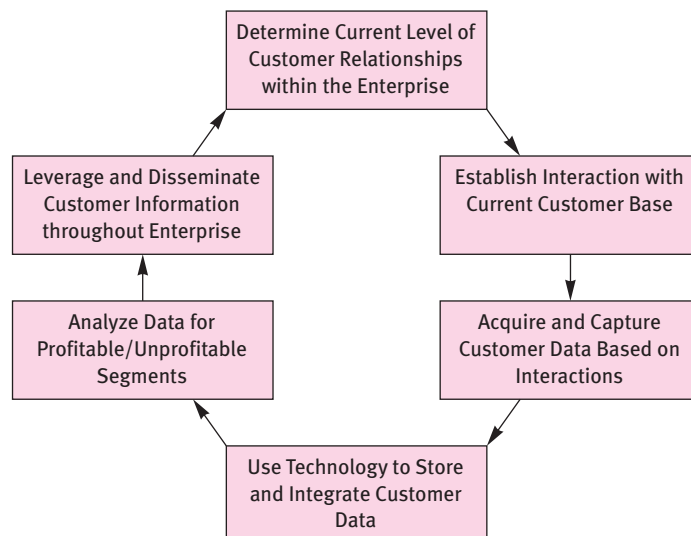 Determine Current Level of
Customer Relationships
within the Enterprise
Establish Interaction with
Current Customer Base
Acquire and Capture
Customer Data Based on
Interactions
Use Technology to Store
and Integrate Customer
Data
Analyze Data for
Profitable/Unprofitable
Segments
Leverage and Disseminate
Customer Information
throughout Enterprise